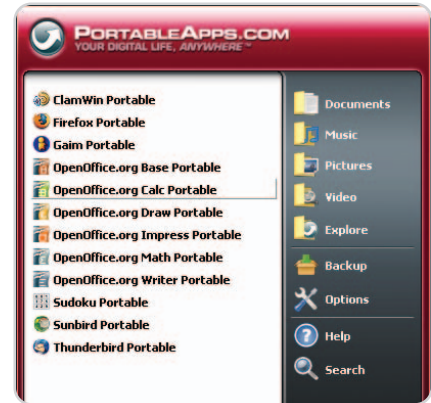 PORTABLEAPPS.COM
YOUR DIGITAL LIFE, ANYWHERE™
ClamWin Portable
Firefox Portable
Gaim Portable
OpenOffice.org Base Portable
OpenOffice.org Calc Portable
OpenOffice.org Draw Portable
OpenOffice.org Impress Portable
OpenOffice.org Math Portable
OpenOffice.org Writer Portable
Sudoku Portable
Sunbird Portable
Thunderbird Portable
Documents
Music
Pictures
Video
Explore
Backup
Options
Help
Search